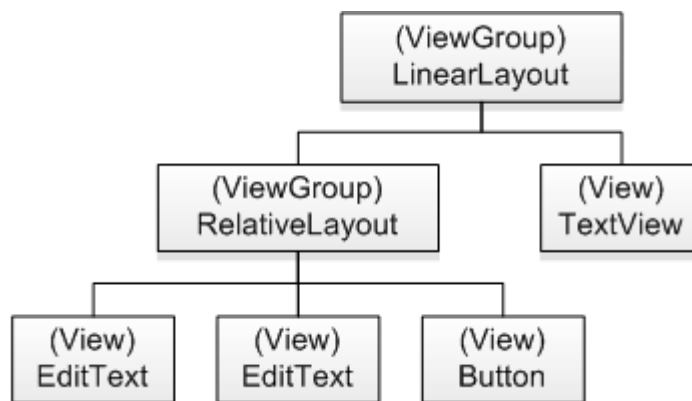 (ViewGroup)
LinearLayout
(ViewGroup)
RelativeLayout
(View)
TextView
(View)
EditText
(View)
EditText
(View)
Button